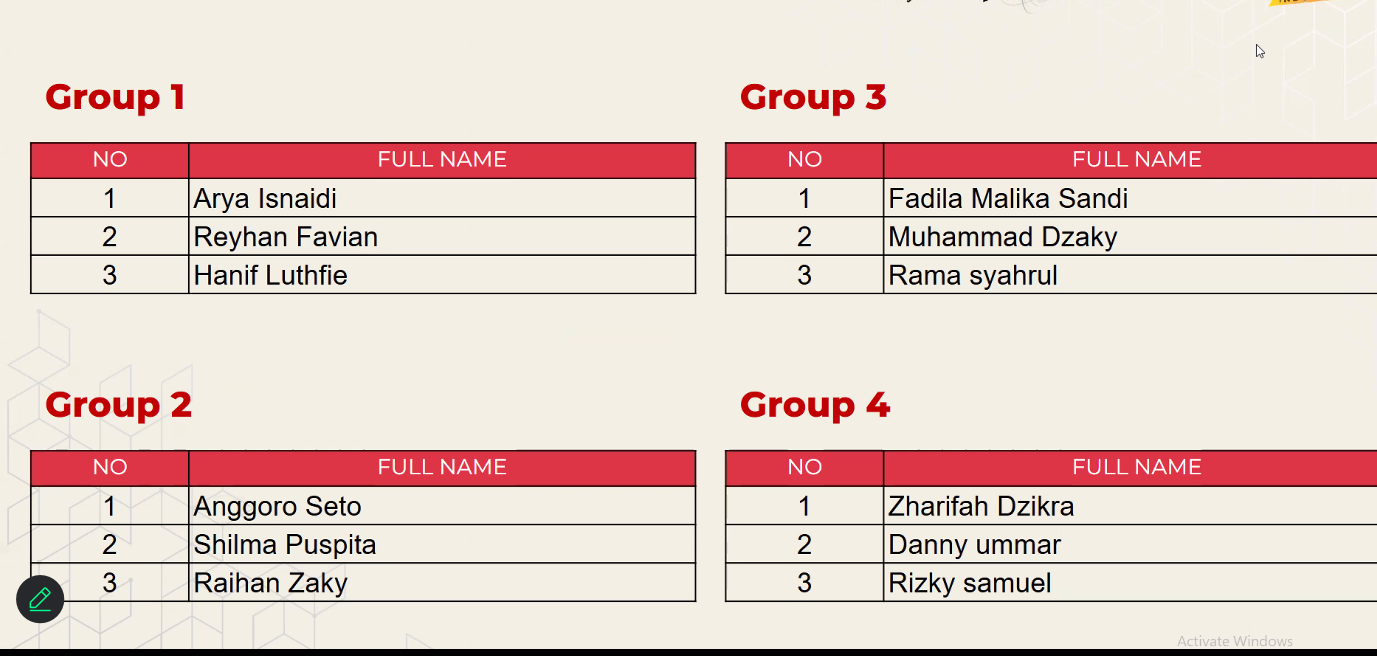 Group 1
NO FULL NAME
1 Arya Isnaidi
2 Reyhan Favian
3 Hanif Luthfie
Group 2
NO FULL NAME
1 Anggoro Seto
2 Shilma Puspita
3 Raihan Zaky
Group 3
NO FULL NAME
1 Fadila Malika Sandi
2 Muhammad Dzaky
3 Rama syahrul
Group 4
NO FULL NAME
1 Zharifah Dzikra
2 Danny ummar
3 Rizky samuel
Activate Windows